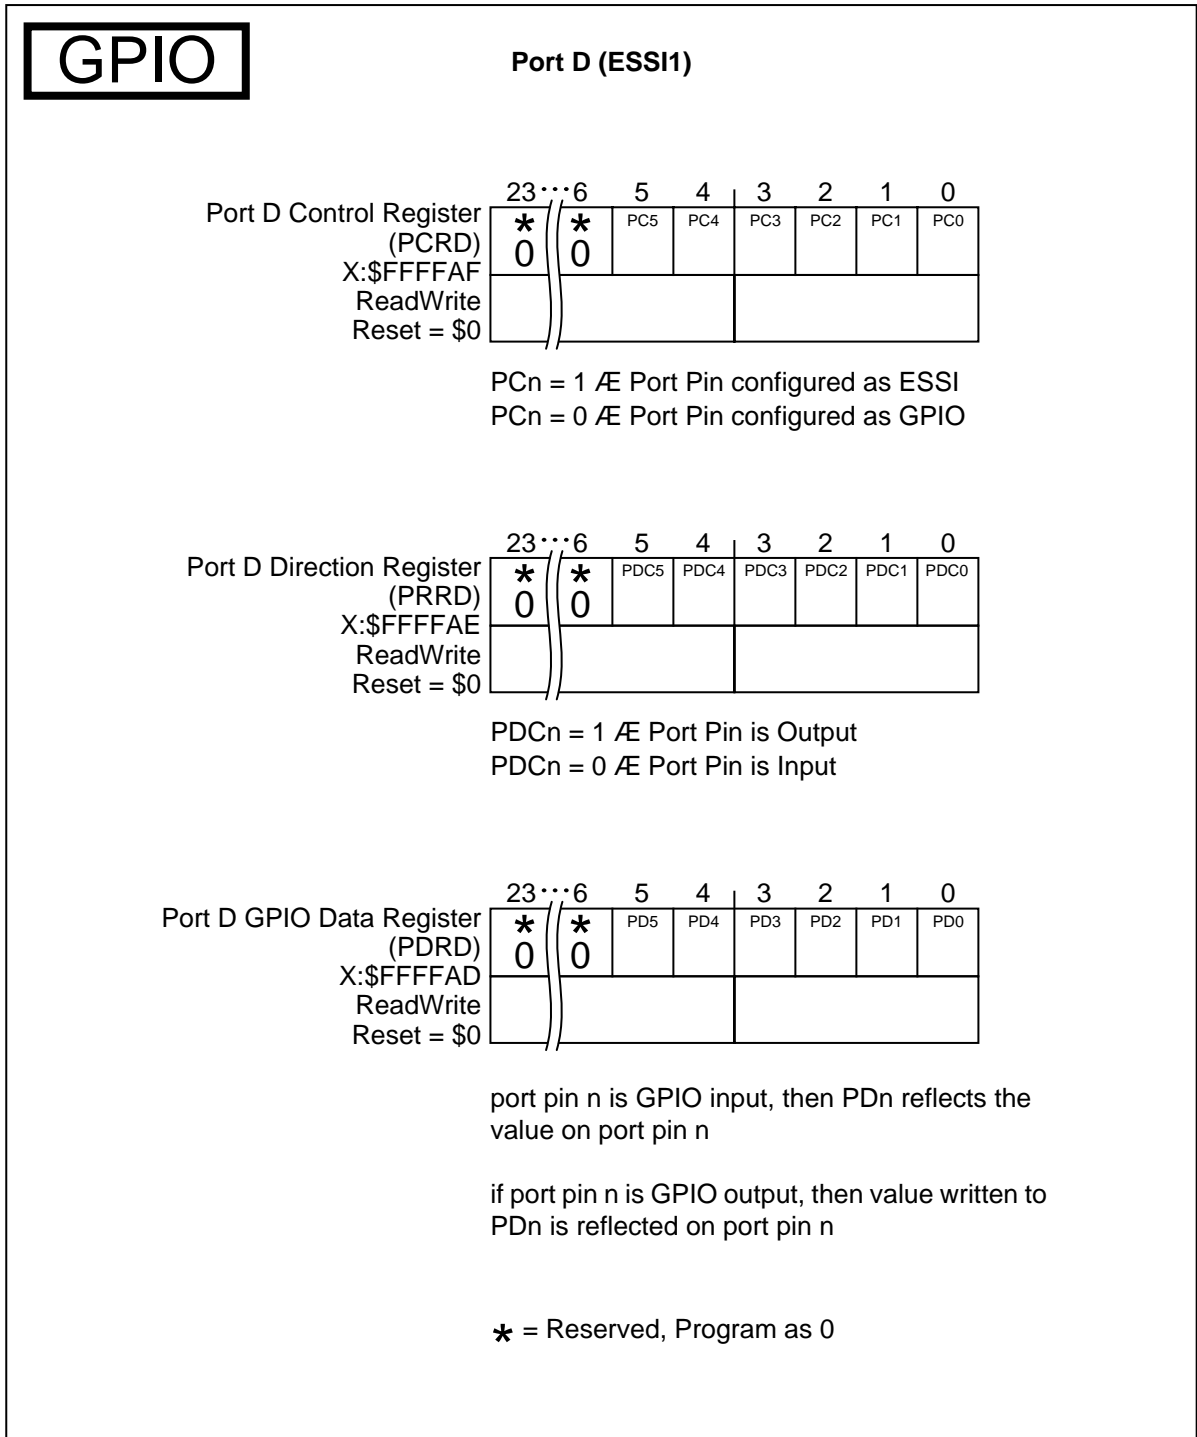 GPIO
Port D (ESSI1)
23···6 5 4 3 2 1 0
Port D Control Register
(PCRD)
X:$FFFFAF
ReadWrite
Reset = $0
* * PC5 PC4 PC3 PC2 PC1 PC0
0 0
PCn = 1 Æ Port Pin configured as ESSI
PCn = 0 Æ Port Pin configured as GPIO
23···6 5 4 3 2 1 0
Port D Direction Register
(PRRD)
X:$FFFFAE
ReadWrite
Reset = $0
* * PDC5 PDC4 PDC3 PDC2 PDC1 PDC0
0 0
PDCn = 1 Æ Port Pin is Output
PDCn = 0 Æ Port Pin is Input
23···6 5 4 3 2 1 0
Port D GPIO Data Register
(PDRD)
X:$FFFFAD
ReadWrite
Reset = $0
* * PD5 PD4 PD3 PD2 PD1 PD0
0 0
port pin n is GPIO input, then PDn reflects the
value on port pin n
if port pin n is GPIO output, then value written to
PDn is reflected on port pin n
* = Reserved, Program as 0